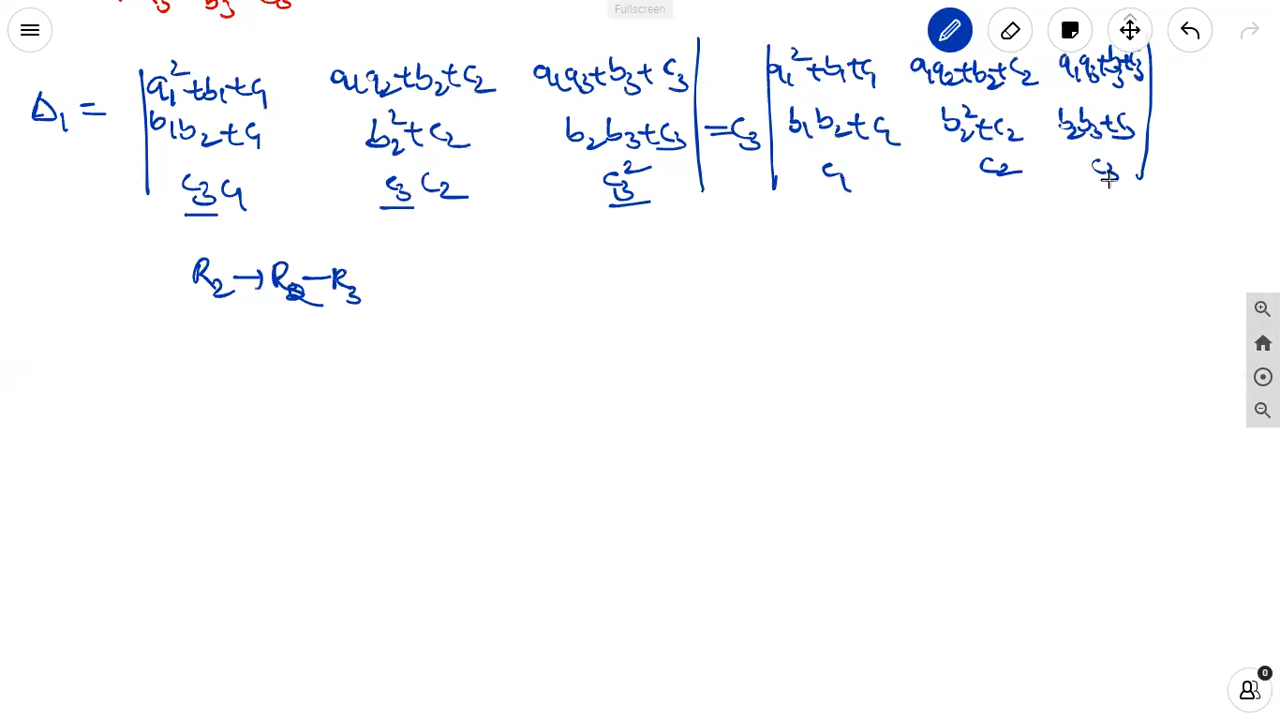 Fullscreen
Δ₁ = | a₁²+b₁+c₁ a₁a₂+b₂+c₂ a₁a₃+b₃+c₃ | = c₃ | a₁²+b₁+c₁ a₁a₂+b₂+c₂ a₁a₃+b₃+c₃ |
| b₁b₂+c₁ b₂²+c₂ b₂b₃+c₃ | | b₁b₂+c₁ b₂²+c₂ b₂b₃+c₃ |
| c₃c₁ c₃c₂ c₃² | | c₁ c₂ c₃ |
R₂→R₂−R₃
0